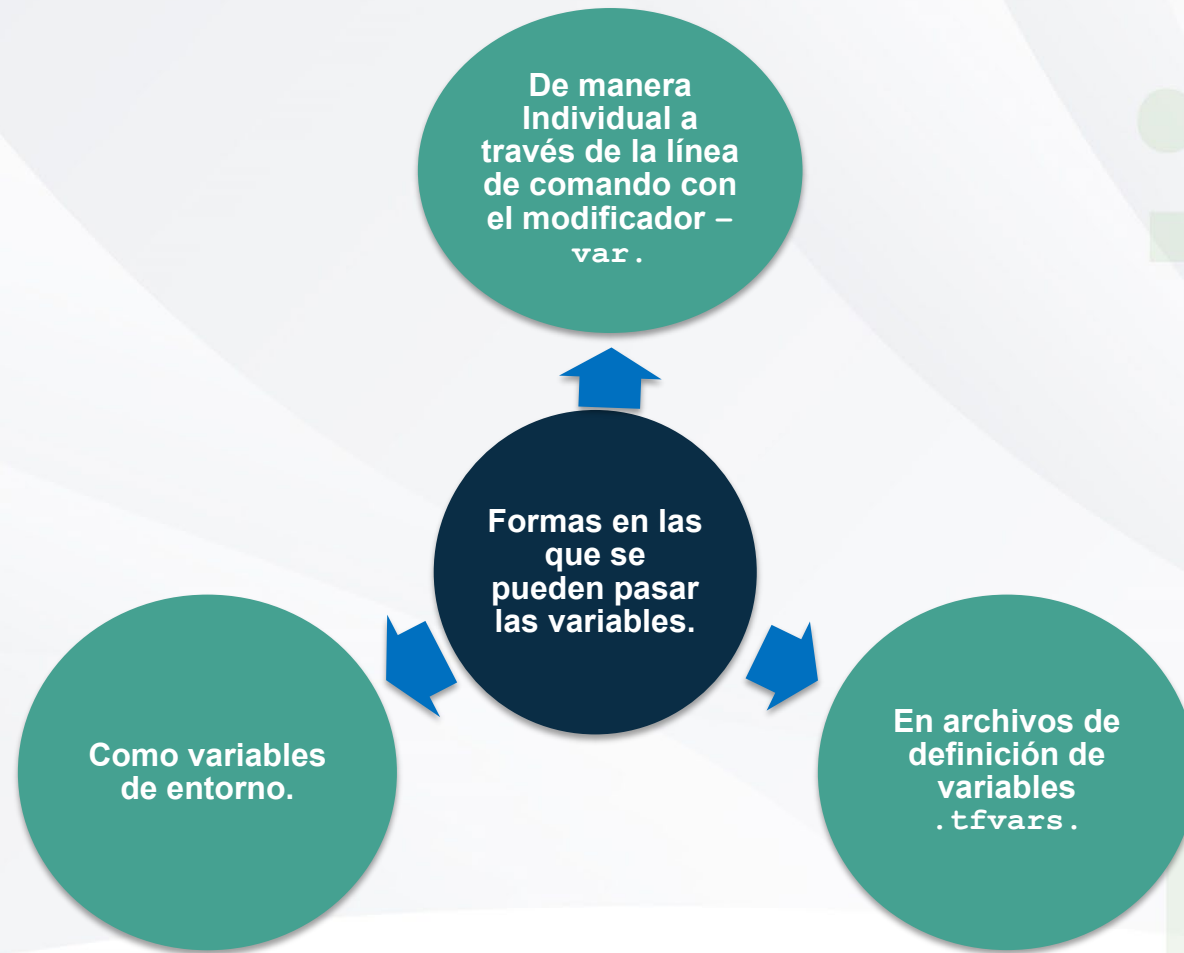 De manera
Individual a
través de la línea
de comando con
el modificador –
var.
Formas en las
que se
pueden pasar
las variables.
Como variables
de entorno.
En archivos de
definición de
variables
.tfvars.